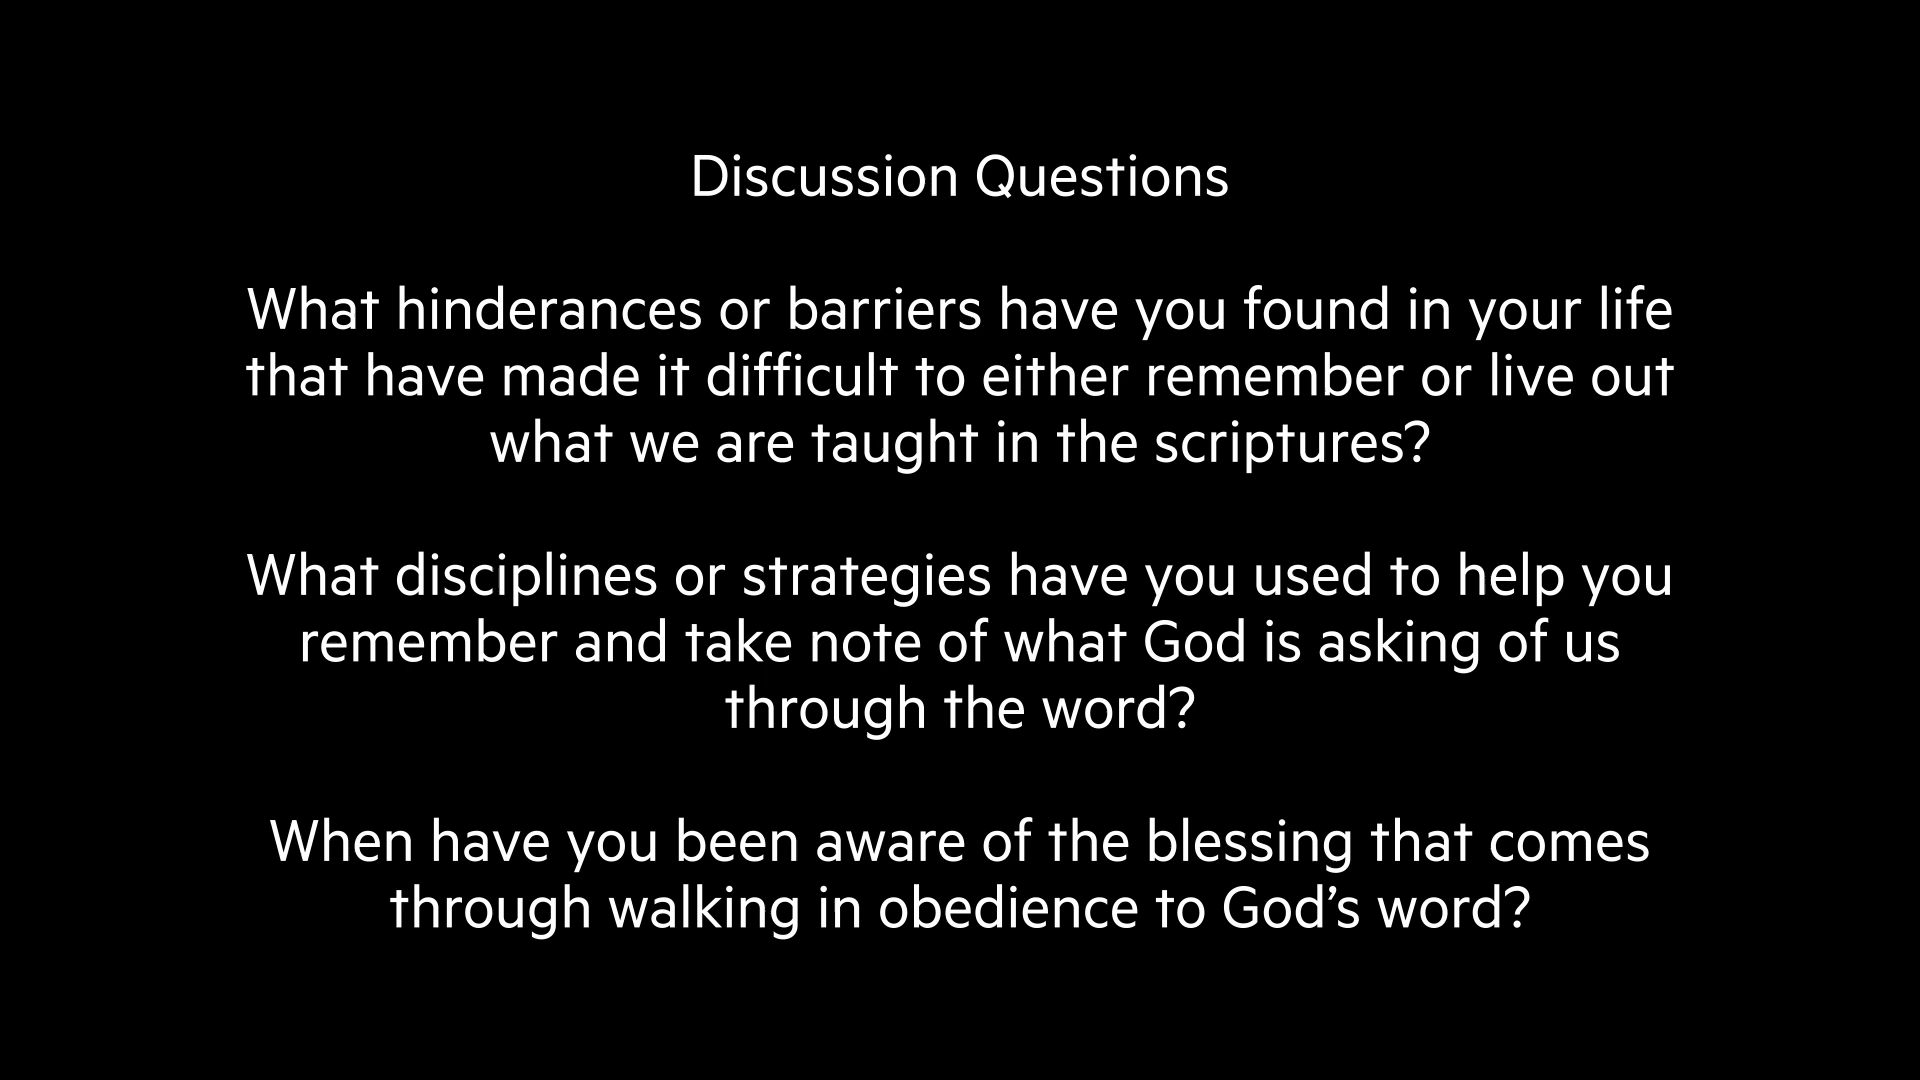 Discussion Questions
What hinderances or barriers have you found in your life
that have made it difficult to either remember or live out
what we are taught in the scriptures?
What disciplines or strategies have you used to help you
remember and take note of what God is asking of us
through the word?
When have you been aware of the blessing that comes
through walking in obedience to God’s word?